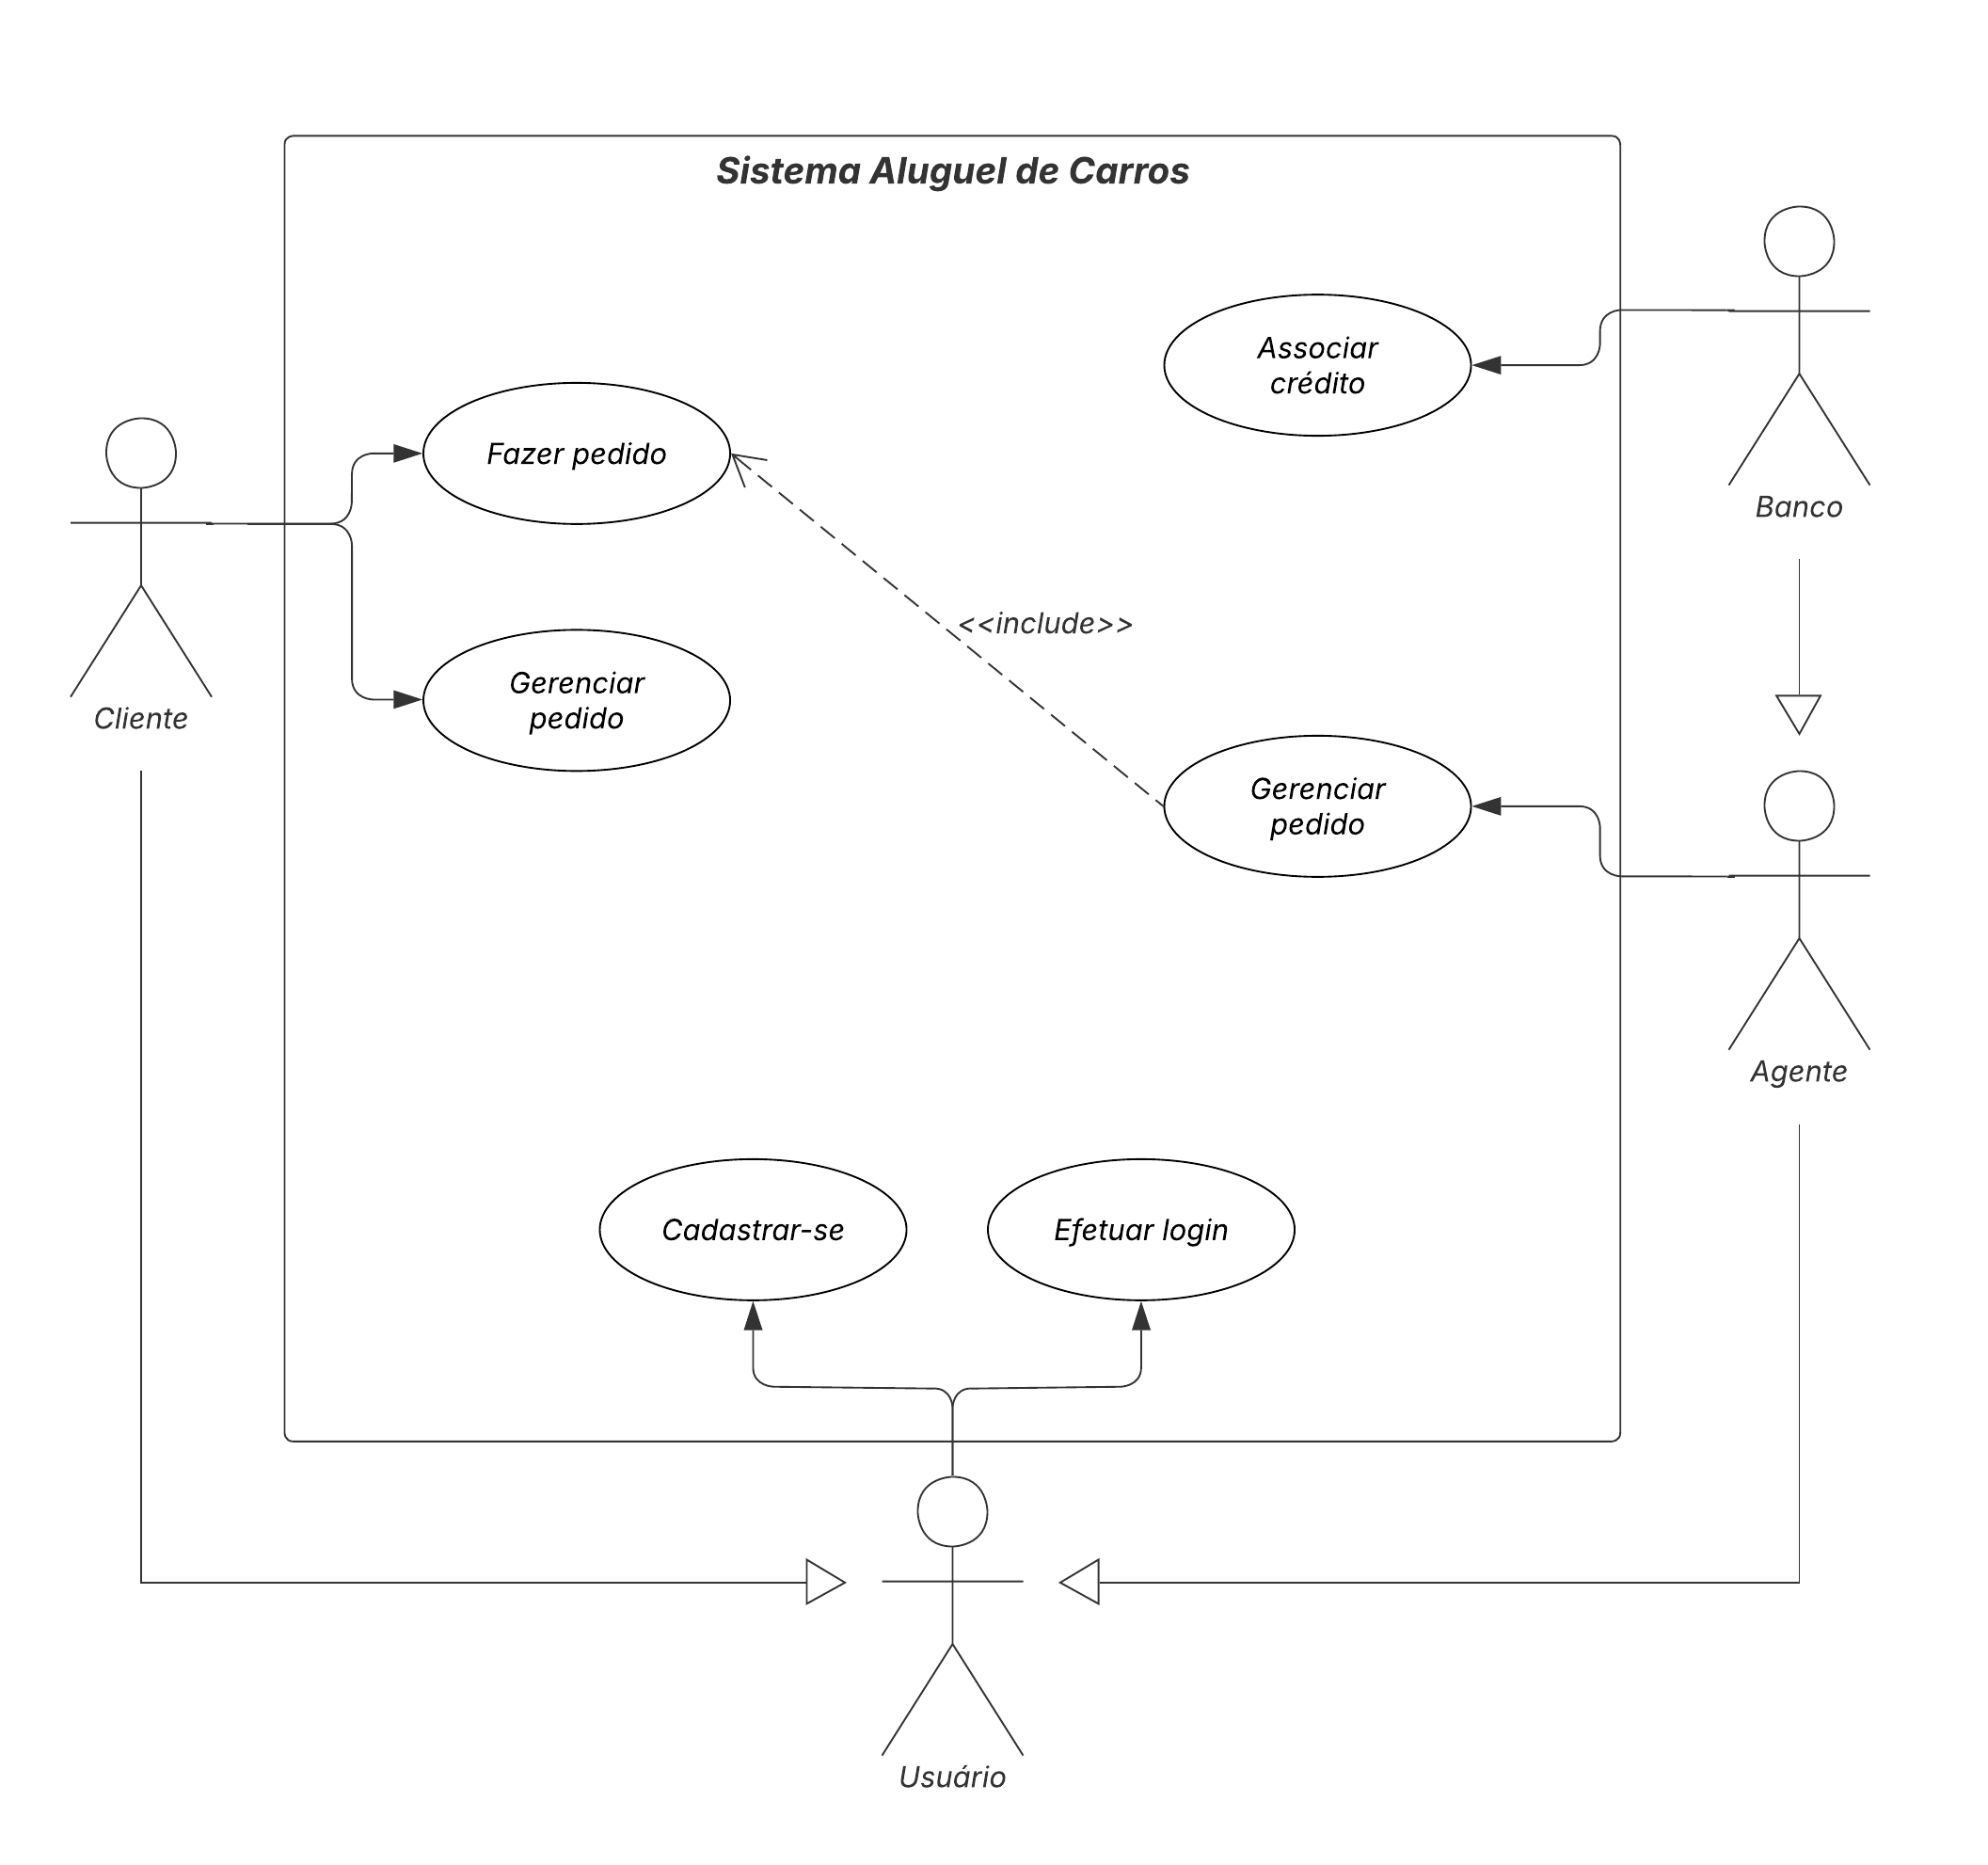 Sistema Aluguel de Carros
Associar
crédito
Fazer pedido
Banco
<<include>>
Gerenciar
pedido
Cliente
Gerenciar
pedido
Agente
Cadastrar-se
Efetuar login
Usuário